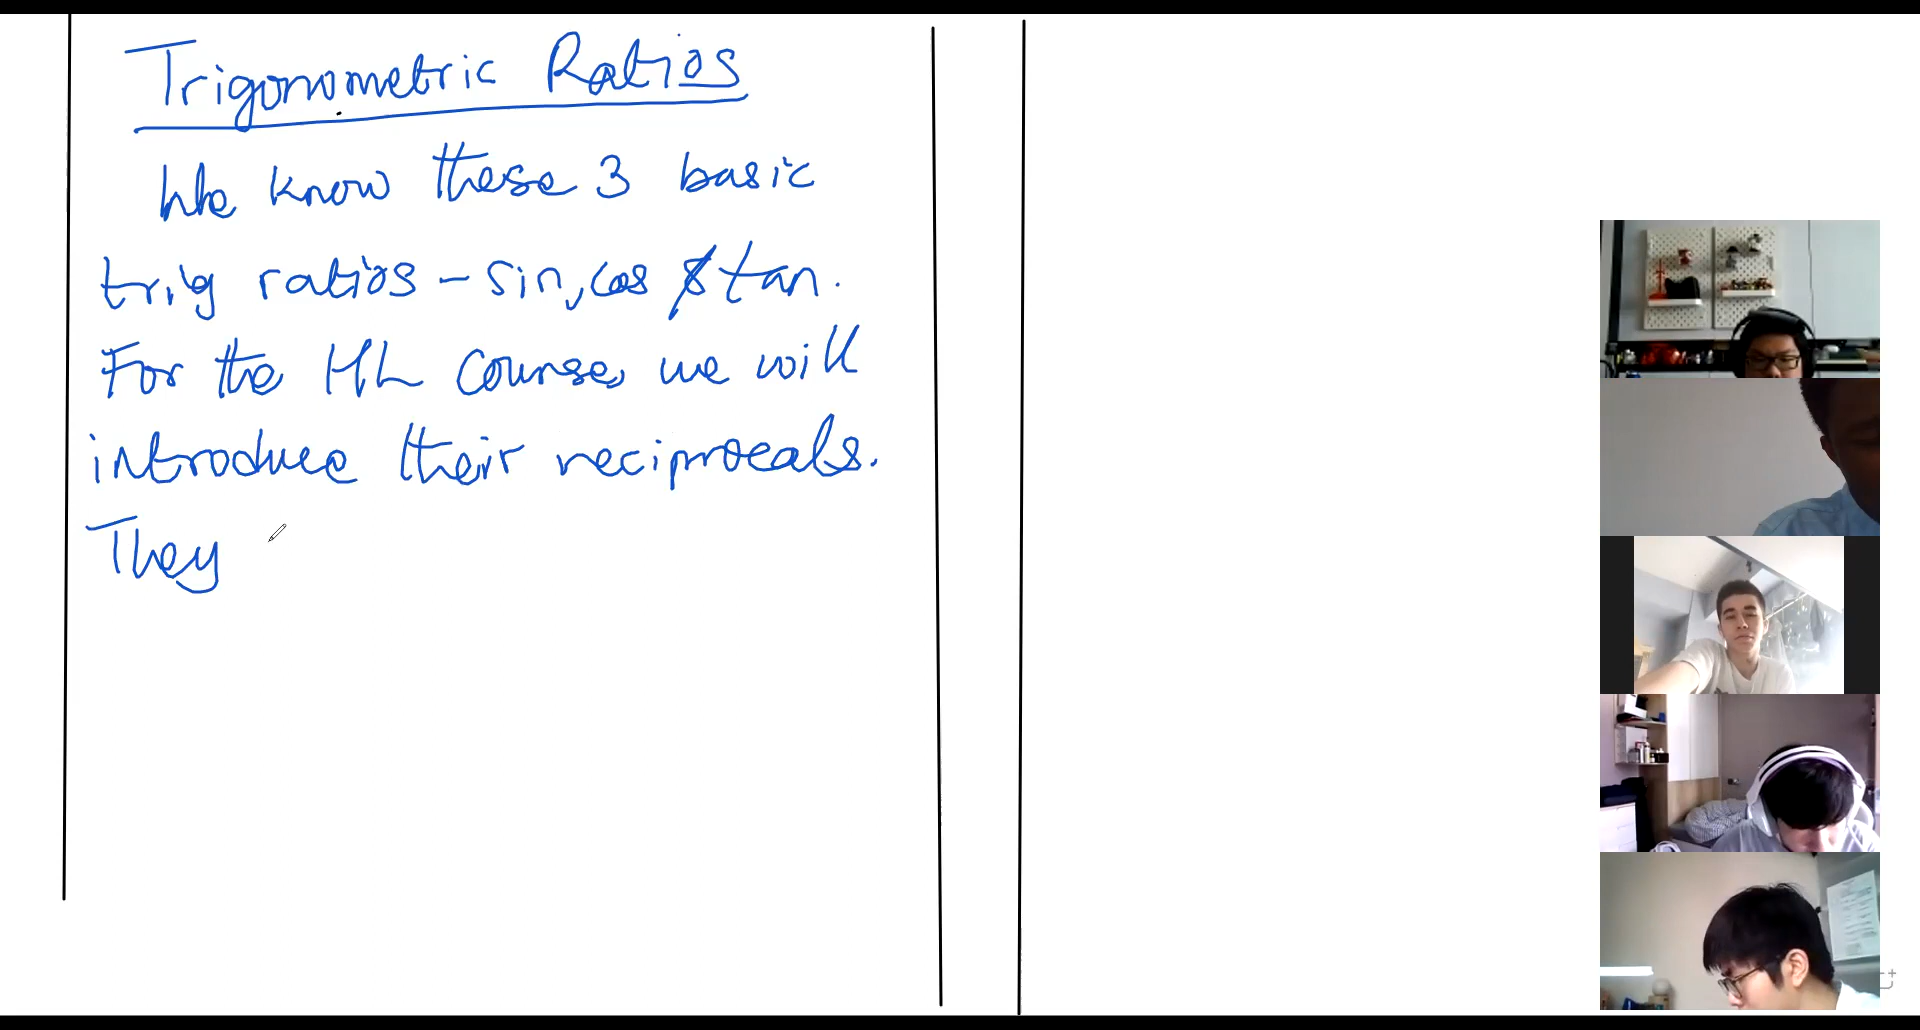 Trigonometric Ratios
We know these 3 basic
trig ratios - sin, cos & tan.
For the HL course, we will
introduce their reciprocals.
They